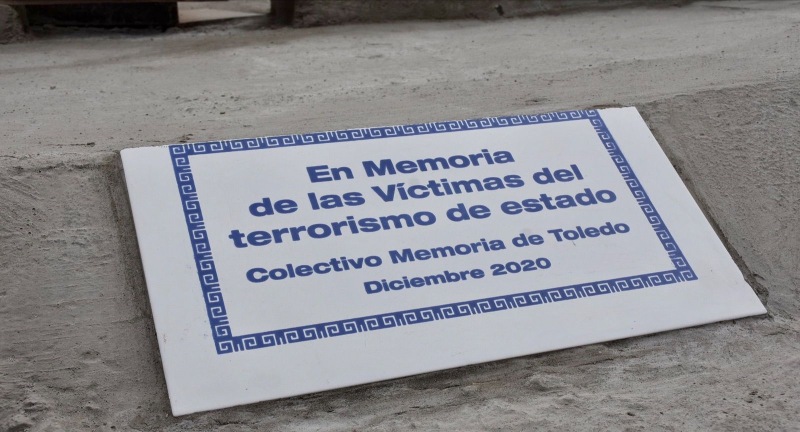 En Memoria
de las Víctimas del
terrorismo de estado
Colectivo Memoria de Toledo
Diciembre 2020